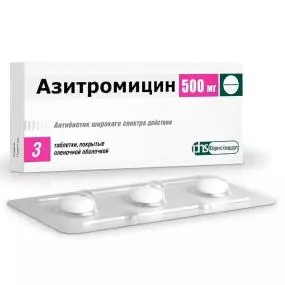 Азитромицин 500 мг
Антибиотик широкого спектра действия
3 таблетки, покрытые
пленочной оболочкой
Фармстандарт